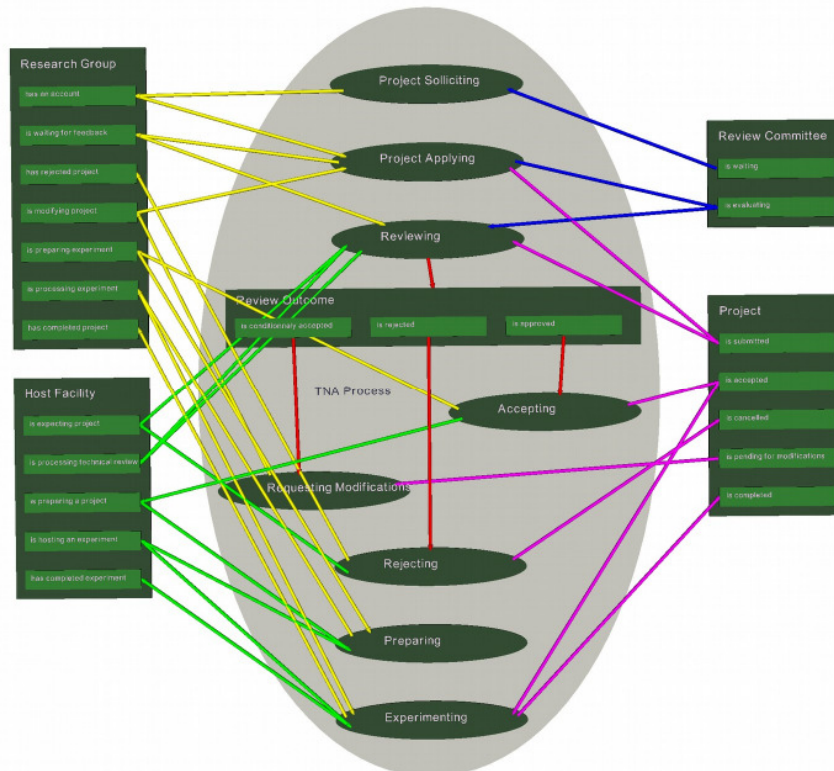 Research Group
has an account
is waiting for feedback
has rejected project
is modifying project
is preparing experiment
is processing experiment
has completed project
Host Facility
is expecting project
is processing technical review
is preparing a project
is hosting an experiment
has completed experiment
Project Solliciting
Project Applying
Reviewing
Review Outcome
is conditionnaly accepted
is rejected
is approved
TNA Process
Accepting
Requesting Modifications
Rejecting
Preparing
Experimenting
Review Committee
is waiting
is evaluating
Project
is submitted
is accepted
is cancelled
is pending for modifications
is completed